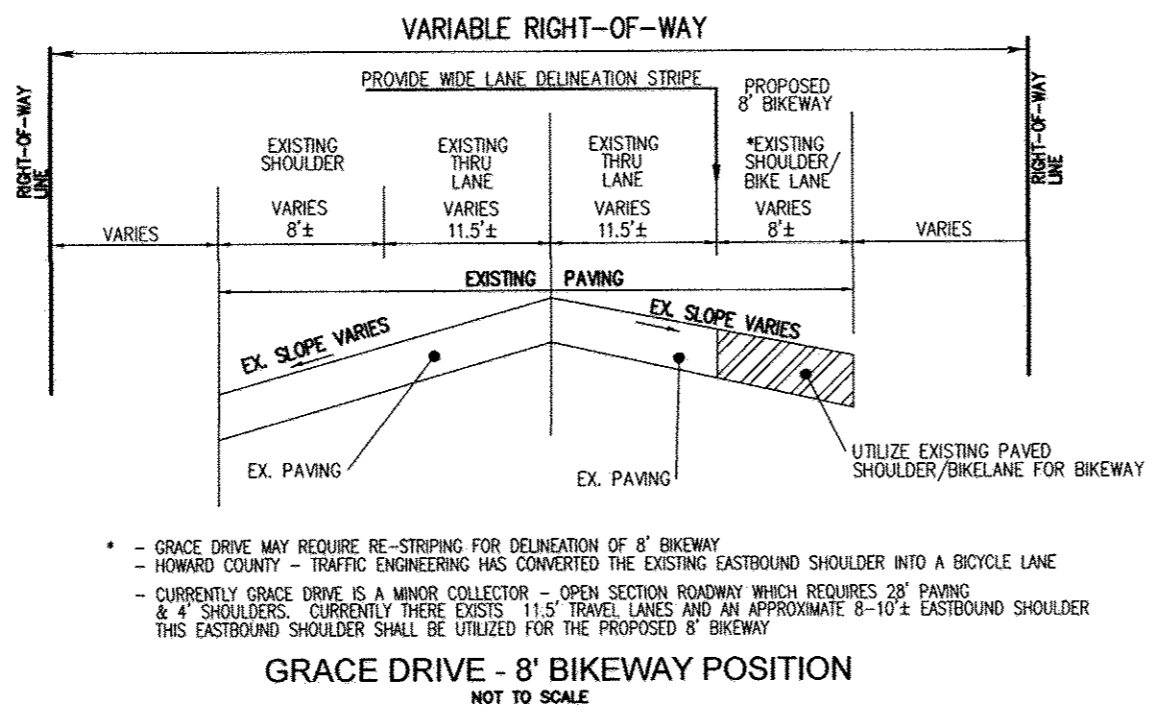 VARIABLE RIGHT-OF-WAY
RIGHT-OF-WAY
LINE
RIGHT-OF-WAY
LINE
PROVIDE WIDE LANE DELINEATION STRIPE
PROPOSED
8' BIKEWAY
EXISTING
SHOULDER
EXISTING
THRU
LANE
EXISTING
THRU
LANE
*EXISTING
SHOULDER/
BIKE LANE
VARIES
VARIES
8'±
VARIES
11.5'±
VARIES
11.5'±
VARIES
8'±
VARIES
EXISTING PAVING
EX. SLOPE VARIES
EX. SLOPE VARIES
EX. PAVING
EX. PAVING
UTILIZE EXISTING PAVED
SHOULDER/BIKELANE FOR BIKEWAY
* - GRACE DRIVE MAY REQUIRE RE-STRIPING FOR DELINEATION OF 8' BIKEWAY
- HOWARD COUNTY - TRAFFIC ENGINEERING HAS CONVERTED THE EXISTING EASTBOUND SHOULDER INTO A BICYCLE LANE
- CURRENTLY GRACE DRIVE IS A MINOR COLLECTOR - OPEN SECTION ROADWAY WHICH REQUIRES 28' PAVING
& 4' SHOULDERS. CURRENTLY THERE EXISTS 11.5' TRAVEL LANES AND AN APPROXIMATE 8-10'± EASTBOUND SHOULDER
THIS EASTBOUND SHOULDER SHALL BE UTILIZED FOR THE PROPOSED 8' BIKEWAY
GRACE DRIVE - 8' BIKEWAY POSITION
NOT TO SCALE